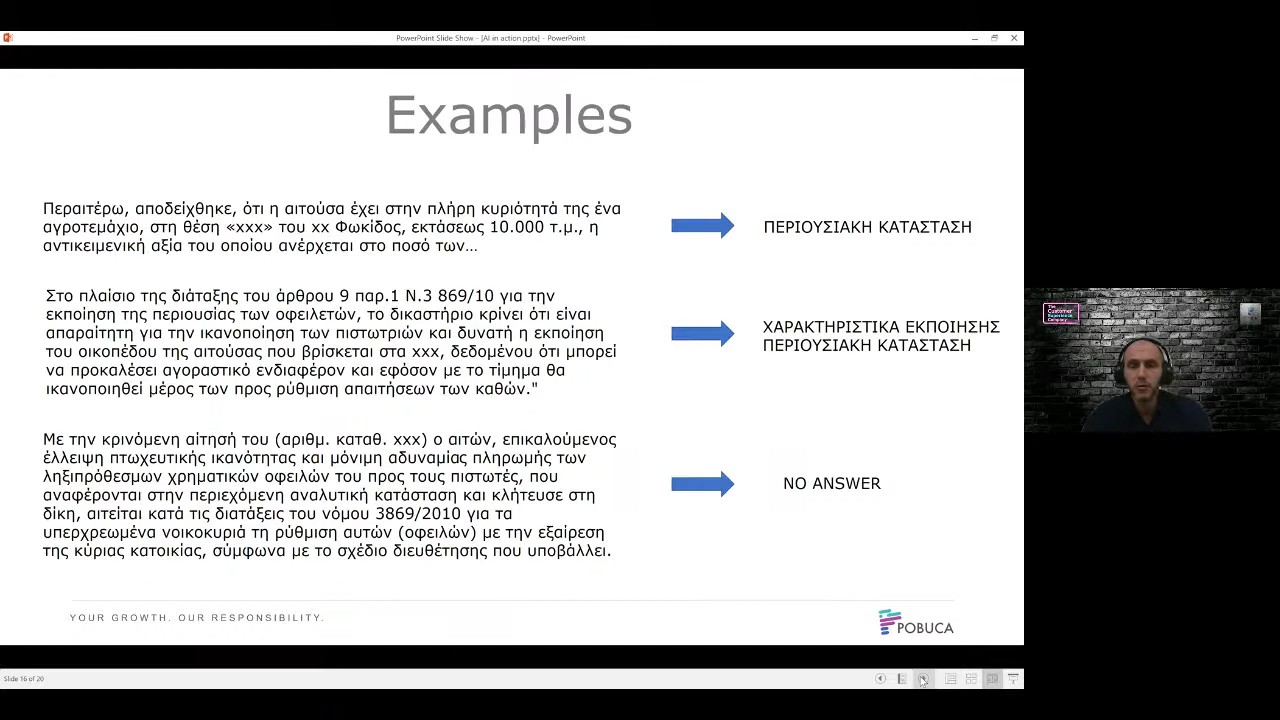 PowerPoint Slide Show - [AI in action.pptx] - PowerPoint
Examples
Περαιτέρω, αποδείχθηκε, ότι η αιτούσα έχει στην πλήρη κυριότητά της ένα
αγροτεμάχιο, στη θέση «xxx» του xx Φωκίδος, εκτάσεως 10.000 τ.μ., η
αντικειμενική αξία του οποίου ανέρχεται στο ποσό των…
ΠΕΡΙΟΥΣΙΑΚΗ ΚΑΤΑΣΤΑΣΗ
Στο πλαίσιο της διάταξης του άρθρου 9 παρ.1 Ν.3 869/10 για την
εκποίηση της περιουσίας των οφειλετών, το δικαστήριο κρίνει ότι είναι
απαραίτητη για την ικανοποίηση των πιστωτριών και δυνατή η εκποίηση
του οικοπέδου της αιτούσας που βρίσκεται στα xxx, δεδομένου ότι μπορεί
να προκαλέσει αγοραστικό ενδιαφέρον και εφόσον με το τίμημα θα
ικανοποιηθεί μέρος των προς ρύθμιση απαιτήσεων των καθών."
ΧΑΡΑΚΤΗΡΙΣΤΙΚΑ ΕΚΠΟΙΗΣΗΣ
ΠΕΡΙΟΥΣΙΑΚΗ ΚΑΤΑΣΤΑΣΗ
Με την κρινόμενη αίτησή του (αριθμ. καταθ. xxx) ο αιτών, επικαλούμενος
έλλειψη πτωχευτικής ικανότητας και μόνιμη αδυναμίας πληρωμής των
ληξιπρόθεσμων χρηματικών οφειλών του προς τους πιστωτές, που
αναφέρονται στην περιεχόμενη αναλυτική κατάσταση και κλήτευσε στη
δίκη, αιτείται κατά τις διατάξεις του νόμου 3869/2010 για τα
υπερχρεωμένα νοικοκυριά τη ρύθμιση αυτών (οφειλών) με την εξαίρεση
της κύριας κατοικίας, σύμφωνα με το σχέδιο διευθέτησης που υποβάλλει.
NO ANSWER
YOUR GROWTH. OUR RESPONSIBILITY.
POBUCA
Slide 16 of 20
The
Customer
Experience
Company